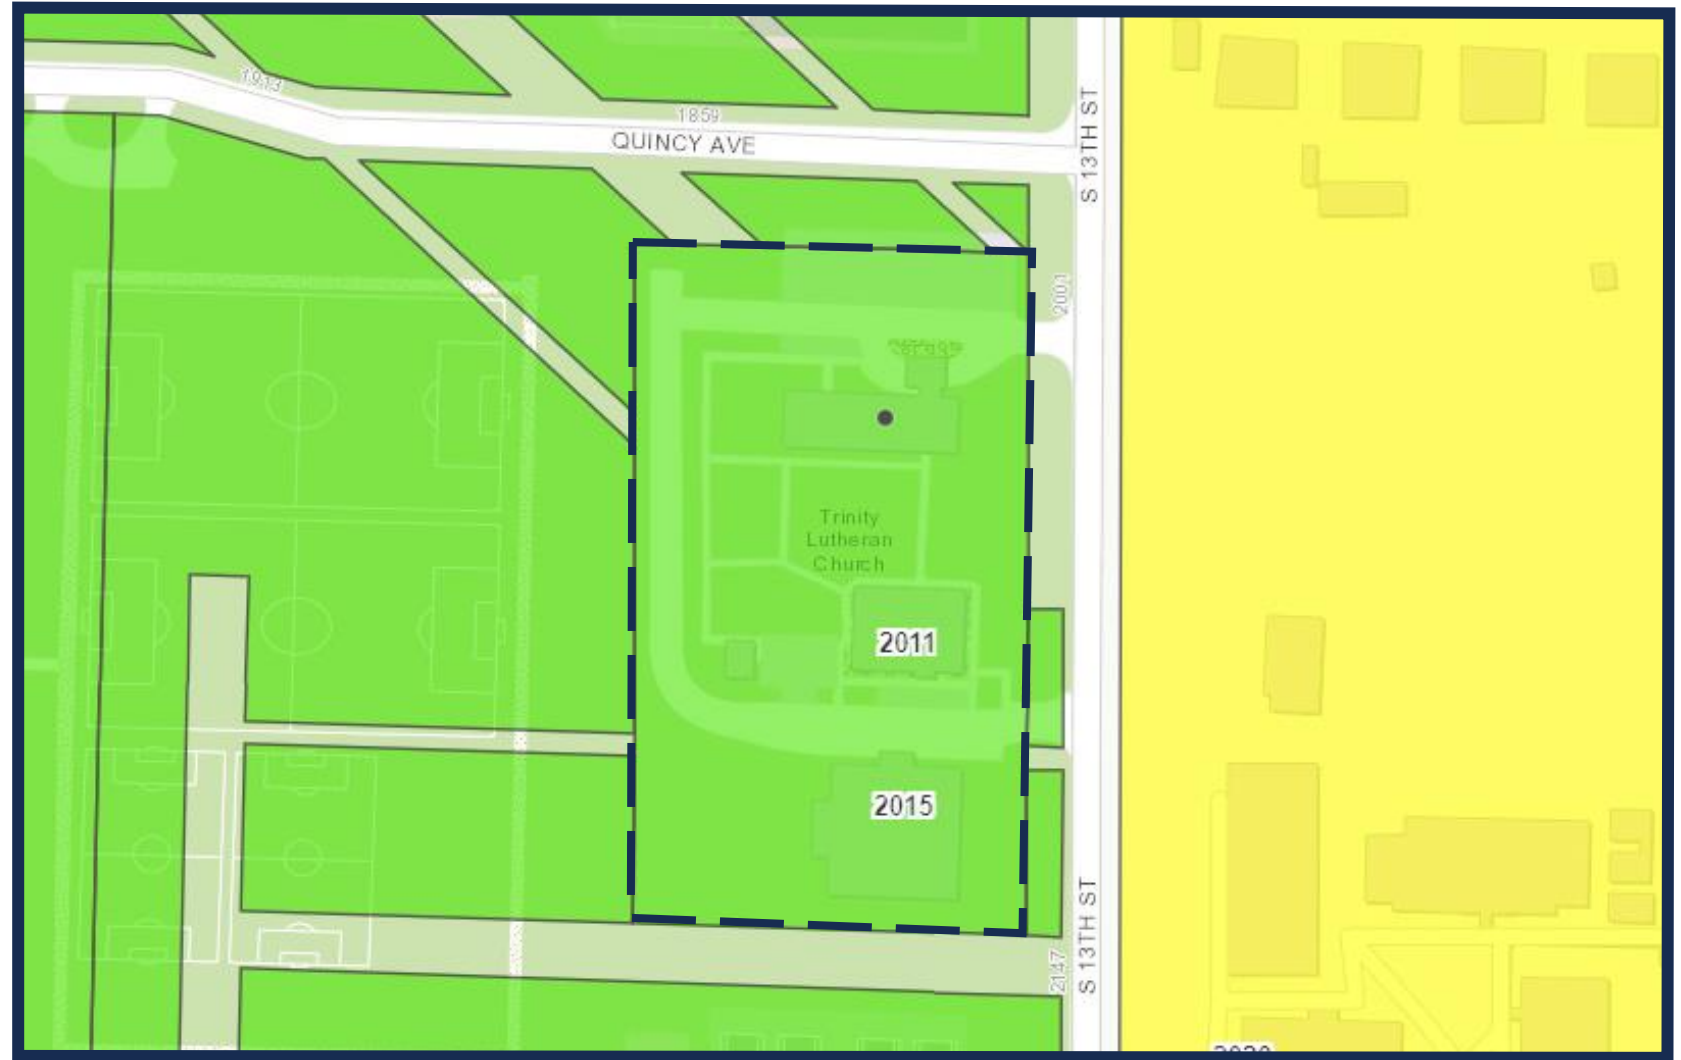 1913
1859
QUINCY AVE
S 13TH ST
2001
Trinity
Lutheran
Church
2011
2015
S 13TH ST
2147